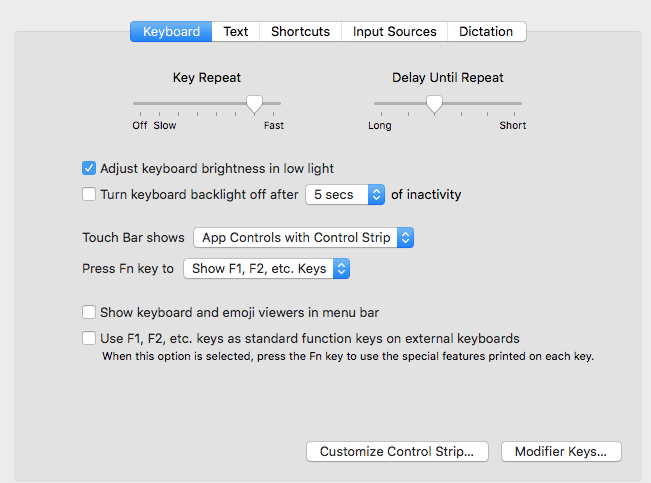 Keyboard Text Shortcuts Input Sources Dictation
Key Repeat Delay Until Repeat
Off Slow Fast Long Short
Adjust keyboard brightness in low light
Turn keyboard backlight off after 5 secs of inactivity
Touch Bar shows App Controls with Control Strip
Press Fn key to Show F1, F2, etc. Keys
Show keyboard and emoji viewers in menu bar
Use F1, F2, etc. keys as standard function keys on external keyboards
When this option is selected, press the Fn key to use the special features printed on each key.
Customize Control Strip... Modifier Keys...